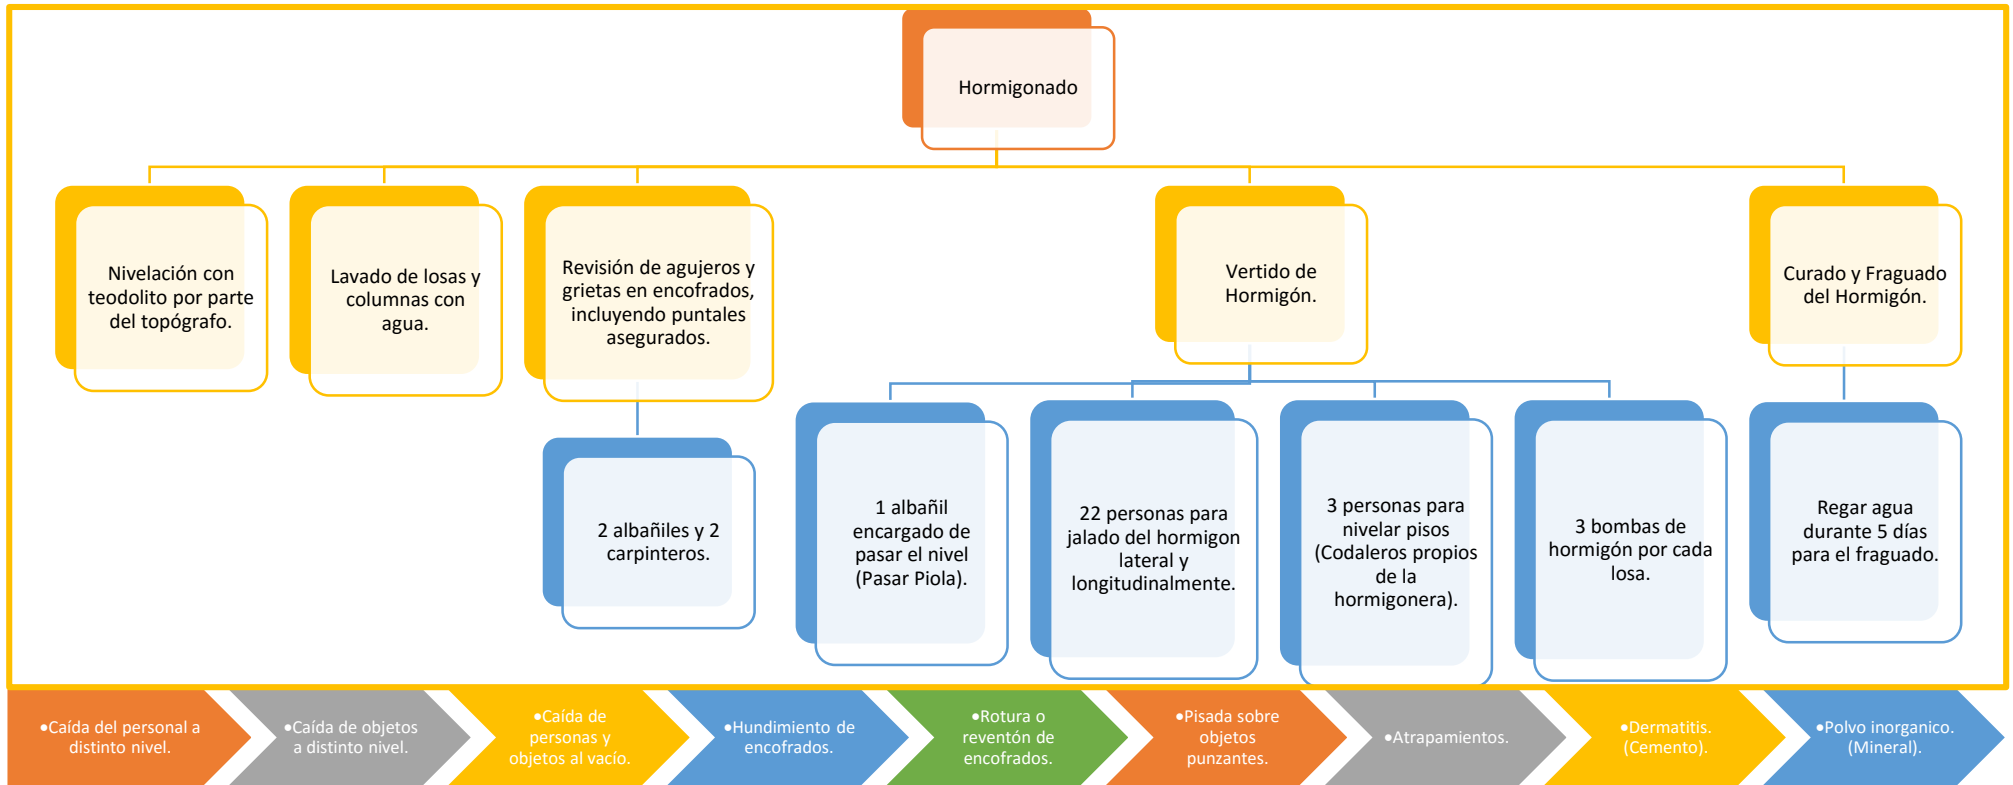 Hormigonado
Nivelación con
teodolito por parte
del topógrafo.
Lavado de losas y
columnas con
agua.
Revisión de agujeros y
grietas en encofrados,
incluyendo puntales
asegurados.
Vertido de
Hormigón.
Curado y Fraguado
del Hormigón.
2 albañiles y 2
carpinteros.
1 albañil
encargado de
pasar el nivel
(Pasar Piola).
22 personas para
jalado del hormigon
lateral y
longitudinalmente.
3 personas para
nivelar pisos
(Codaleros propios
de la
hormigonera).
3 bombas de
hormigón por cada
losa.
Regar agua
durante 5 días
para el fraguado.
•Caída del personal a
distinto nivel.
•Caída de objetos
a distinto nivel.
•Caída de
personas y
objetos al vacío.
•Hundimiento de
encofrados.
•Rotura o
reventón de
encofrados.
•Pisada sobre
objetos
punzantes.
•Atrapamientos.
•Dermatitis.
(Cemento).
•Polvo inorganico.
(Mineral).